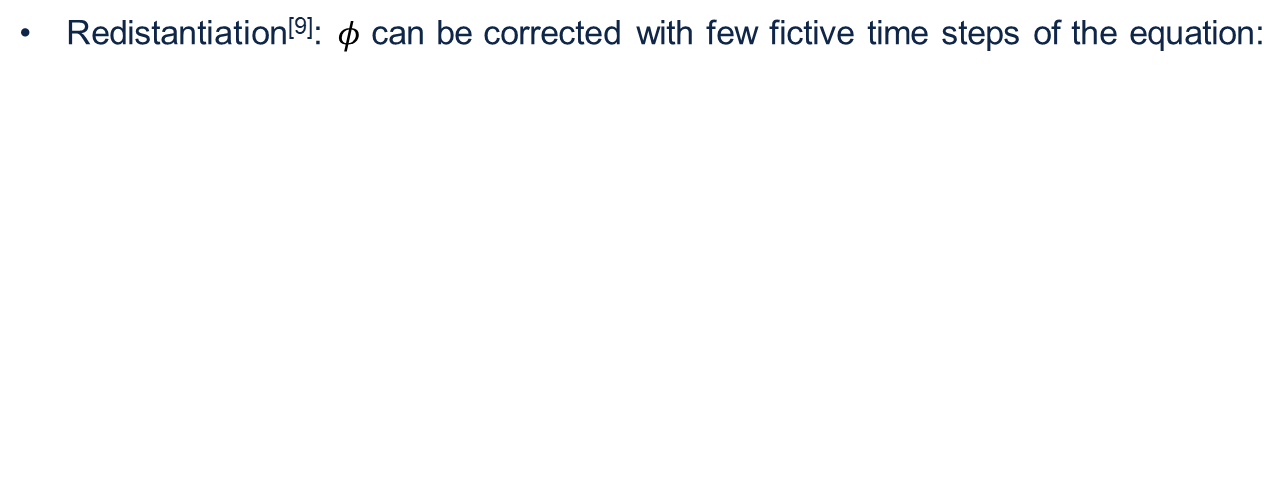 • Redistantiation[9]: ϕ can be corrected with few fictive time steps of the equation: